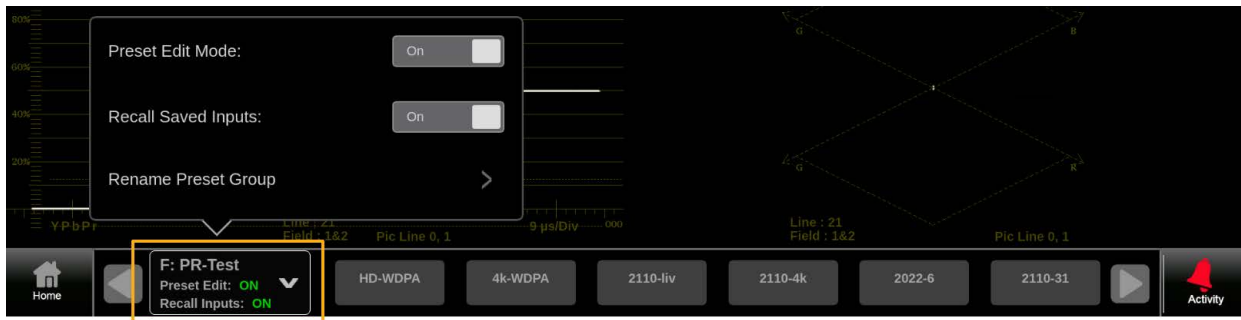 80%
G
B
Preset Edit Mode:
On
60%
Recall Saved Inputs:
On
40%
20%
G
R
Rename Preset Group
YPbPr
Line : 21
Field : 1&2
Pic Line 0, 1
9 µs/Div
000
Line : 21
Field : 1&2
Pic Line 0, 1
Home
F: PR-Test
Preset Edit: ON
Recall Inputs: ON
HD-WDPA
4k-WDPA
2110-liv
2110-4k
2022-6
2110-31
Activity